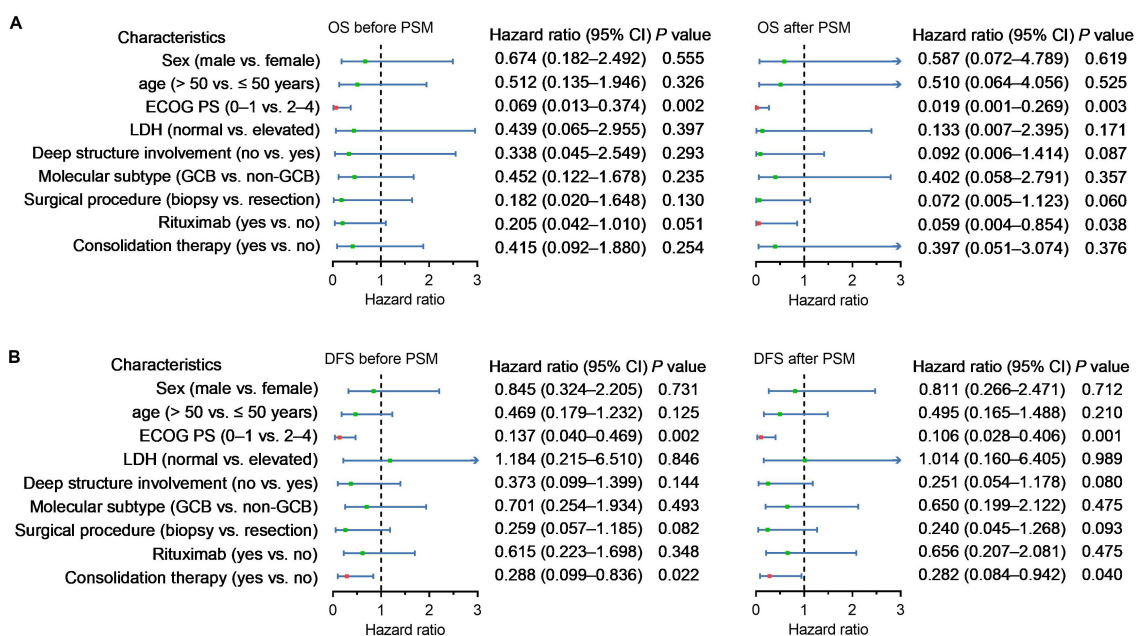 A
Characteristics OS before PSM Hazard ratio (95% CI) P value OS after PSM Hazard ratio (95% CI) P value
Sex (male vs. female) 0.674 (0.182–2.492) 0.555 0.587 (0.072–4.789) 0.619
age (> 50 vs. ≤ 50 years) 0.512 (0.135–1.946) 0.326 0.510 (0.064–4.056) 0.525
ECOG PS (0–1 vs. 2–4) 0.069 (0.013–0.374) 0.002 0.019 (0.001–0.269) 0.003
LDH (normal vs. elevated) 0.439 (0.065–2.955) 0.397 0.133 (0.007–2.395) 0.171
Deep structure involvement (no vs. yes) 0.338 (0.045–2.549) 0.293 0.092 (0.006–1.414) 0.087
Molecular subtype (GCB vs. non-GCB) 0.452 (0.122–1.678) 0.235 0.402 (0.058–2.791) 0.357
Surgical procedure (biopsy vs. resection) 0.182 (0.020–1.648) 0.130 0.072 (0.005–1.123) 0.060
Rituximab (yes vs. no) 0.205 (0.042–1.010) 0.051 0.059 (0.004–0.854) 0.038
Consolidation therapy (yes vs. no) 0.415 (0.092–1.880) 0.254 0.397 (0.051–3.074) 0.376
0 1 2 3 0 1 2 3
Hazard ratio Hazard ratio
B
Characteristics DFS before PSM Hazard ratio (95% CI) P value DFS after PSM Hazard ratio (95% CI) P value
Sex (male vs. female) 0.845 (0.324–2.205) 0.731 0.811 (0.266–2.471) 0.712
age (> 50 vs. ≤ 50 years) 0.469 (0.179–1.232) 0.125 0.495 (0.165–1.488) 0.210
ECOG PS (0–1 vs. 2–4) 0.137 (0.040–0.469) 0.002 0.106 (0.028–0.406) 0.001
LDH (normal vs. elevated) 1.184 (0.215–6.510) 0.846 1.014 (0.160–6.405) 0.989
Deep structure involvement (no vs. yes) 0.373 (0.099–1.399) 0.144 0.251 (0.054–1.178) 0.080
Molecular subtype (GCB vs. non-GCB) 0.701 (0.254–1.934) 0.493 0.650 (0.199–2.122) 0.475
Surgical procedure (biopsy vs. resection) 0.259 (0.057–1.185) 0.082 0.240 (0.045–1.268) 0.093
Rituximab (yes vs. no) 0.615 (0.223–1.698) 0.348 0.656 (0.207–2.081) 0.475
Consolidation therapy (yes vs. no) 0.288 (0.099–0.836) 0.022 0.282 (0.084–0.942) 0.040
0 1 2 3 0 1 2 3
Hazard ratio Hazard ratio